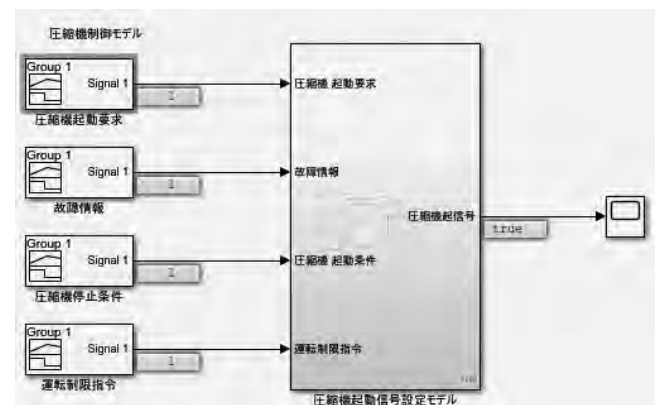 圧縮機制御モデル
Group 1
Signal 1
1
圧縮機起動要求
Group 1
Signal 1
1
故障情報
Group 1
Signal 1
1
圧縮機停止条件
Group 1
Signal 1
1
運転制限指令
圧縮機 起動要求
故障情報
圧縮機 起動条件
運転制限指令
圧縮機起信号
true
圧縮機起動信号設定モデル